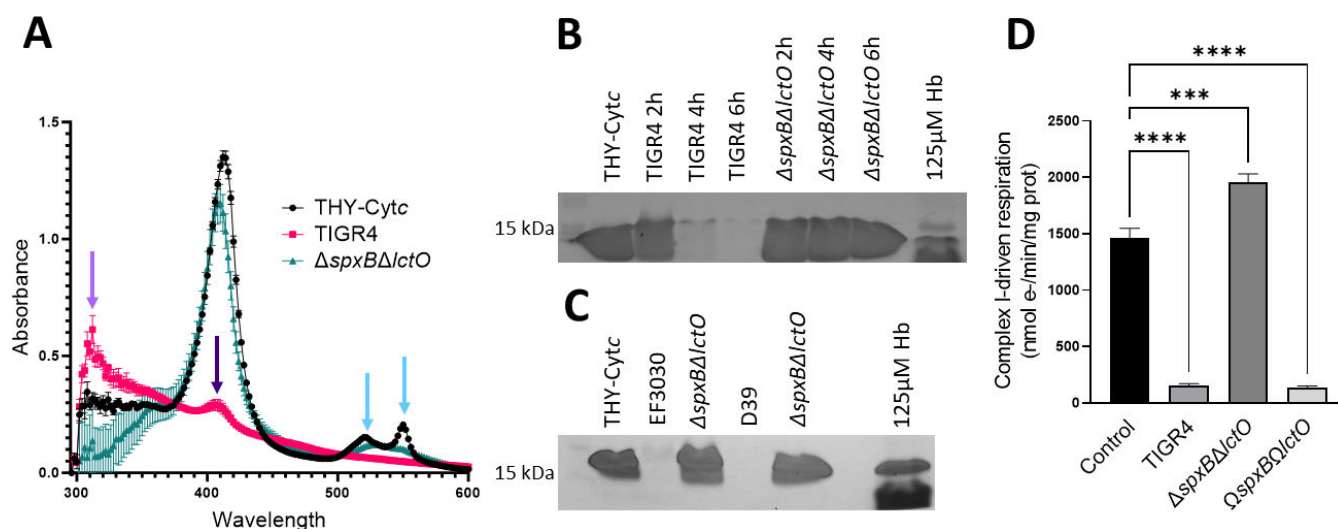 A
1.5
1.0
0.5
0.0
300
400
500
600
Absorbance
Wavelength
THY-Cytc
TIGR4
ΔspxBΔlctO
B
THY-Cytc
TIGR4 2h
TIGR4 4h
TIGR4 6h
ΔspxBΔlctO 2h
ΔspxBΔlctO 4h
ΔspxBΔlctO 6h
125µM Hb
15 kDa
C
THY-Cytc
EF3030
ΔspxBΔlctO
D39
ΔspxBΔlctO
125µM Hb
15 kDa
D
****
***
****
Complex I-driven respiration
(nmol e-/min/mg prot)
2500
2000
1500
1000
500
0
Control
TIGR4
ΔspxBΔlctO
ΩspxBΩlctO